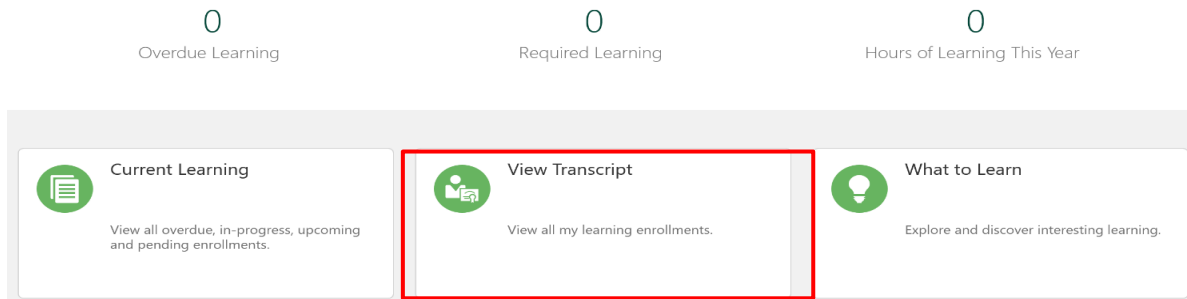 0
Overdue Learning
0
Required Learning
0
Hours of Learning This Year
Current Learning
View all overdue, in-progress, upcoming
and pending enrollments.
View Transcript
View all my learning enrollments.
What to Learn
Explore and discover interesting learning.